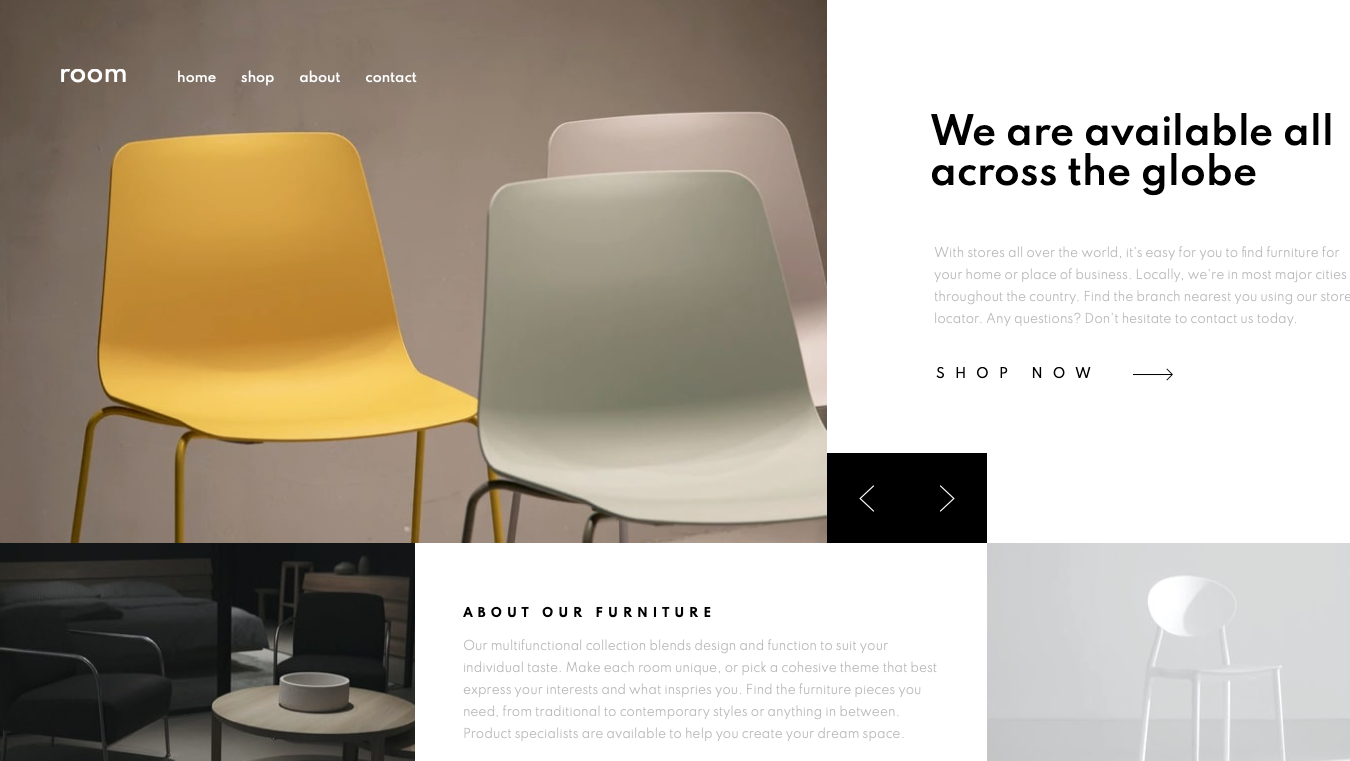 room
home shop about contact
We are available all
across the globe
With stores all over the world, it's easy for you to find furniture for
your home or place of business. Locally, we're in most major cities
throughout the country. Find the branch nearest you using our store
locator. Any questions? Don't hesitate to contact us today.
SHOP NOW
ABOUT OUR FURNITURE
Our multifunctional collection blends design and function to suit your
individual taste. Make each room unique, or pick a cohesive theme that best
express your interests and what inspries you. Find the furniture pieces you
need, from traditional to contemporary styles or anything in between.
Product specialists are available to help you create your dream space.